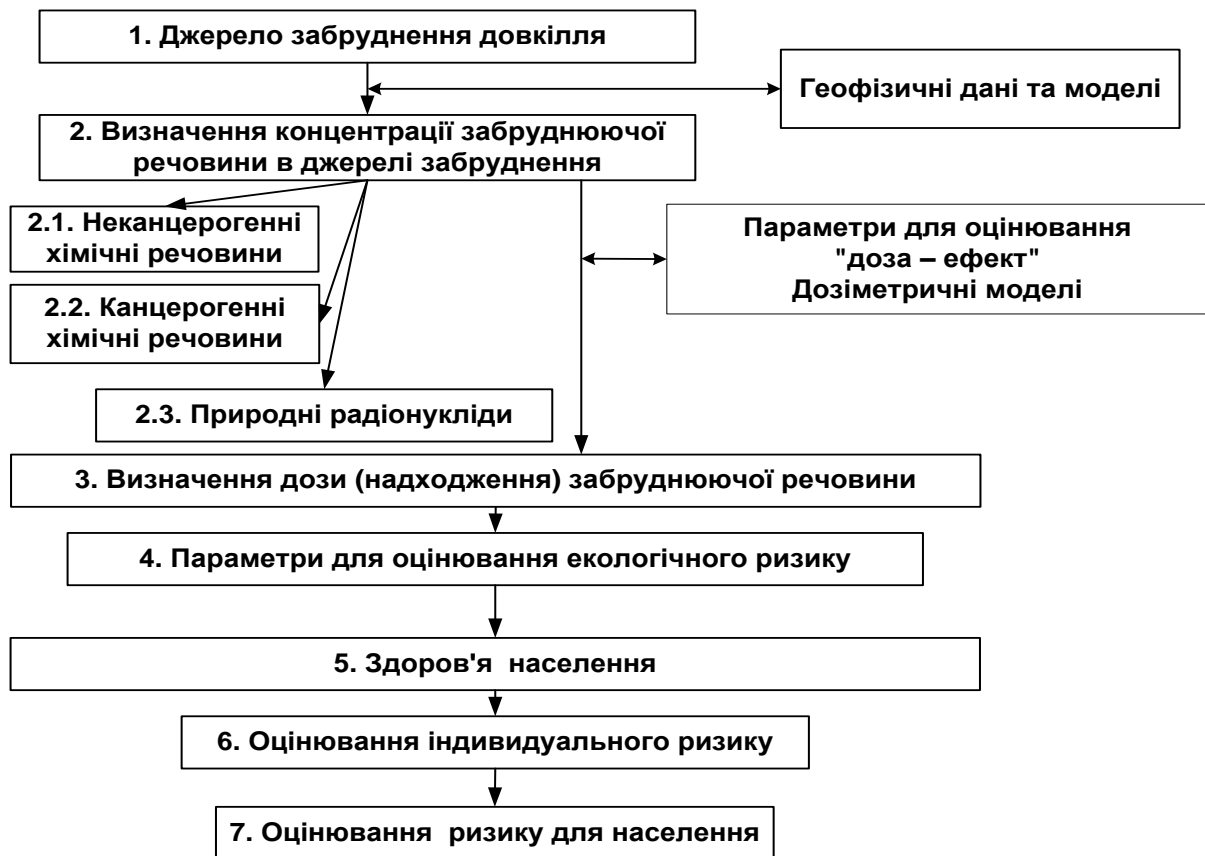 1. Джерело забруднення довкілля
Геофізичні дані та моделі
2. Визначення концентрації забруднюючої
речовини в джерелі забруднення
2.1. Неканцерогенні
хімічні речовини
Параметри для оцінювання
"доза – ефект"
Дозіметричні моделі
2.2. Канцерогенні
хімічні речовини
2.3. Природні радіонукліди
3. Визначення дози (надходження) забруднюючої речовини
4. Параметри для оцінювання екологічного ризику
5. Здоров'я населення
6. Оцінювання індивидуального ризику
7. Оцінювання ризику для населення